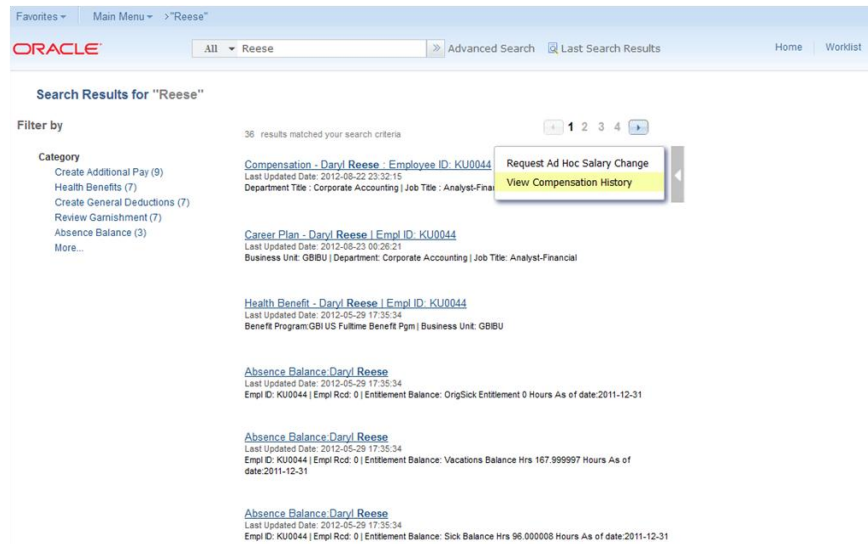 Favorites Main Menu >"Reese"
ORACLE All Reese Advanced Search Last Search Results Home Worklist
Search Results for "Reese"
Filter by
Category
Create Additional Pay (9)
Health Benefits (7)
Create General Deductions (7)
Review Garnishment (7)
Absence Balance (3)
More...
36 results matched your search criteria
1 2 3 4
Compensation - Daryl Reese : Employee ID: KU0044
Last Updated Date: 2012-08-22 23:32:15
Department Title : Corporate Accounting | Job Title : Analyst-Finan
Request Ad Hoc Salary Change
View Compensation History
Career Plan - Daryl Reese | Empl ID: KU0044
Last Updated Date: 2012-08-23 00:26:21
Business Unit: GBIBU | Department: Corporate Accounting | Job Title: Analyst-Financial
Health Benefit - Daryl Reese | Empl ID: KU0044
Last Updated Date: 2012-05-29 17:35:34
Benefit Program:GBI US Fulltime Benefit Pgm | Business Unit: GBIBU
Absence Balance:Daryl Reese
Last Updated Date: 2012-05-29 17:35:34
Empl ID: KU0044 | Empl Rcd: 0 | Entitlement Balance: OrigSick Entitlement 0 Hours As of date:2011-12-31
Absence Balance:Daryl Reese
Last Updated Date: 2012-05-29 17:35:34
Empl ID: KU0044 | Empl Rcd: 0 | Entitlement Balance: Vacations Balance Hrs 167.999997 Hours As of
date:2011-12-31
Absence Balance:Daryl Reese
Last Updated Date: 2012-05-29 17:35:34
Empl ID: KU0044 | Empl Rcd: 0 | Entitlement Balance: Sick Balance Hrs 96.000008 Hours As of date:2011-12-31